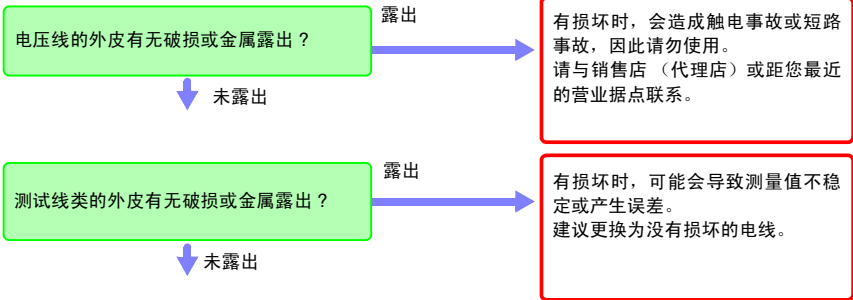 露出
电压线的外皮有无破损或金属露出？
有损坏时，会造成触电事故或短路
事故，因此请勿使用。
请与销售店 （代理店）或距您最近
的营业据点联系。
未露出
露出
测试线类的外皮有无破损或金属露出？
有损坏时，可能会导致测量值不稳
定或产生误差。
建议更换为没有损坏的电线。
未露出